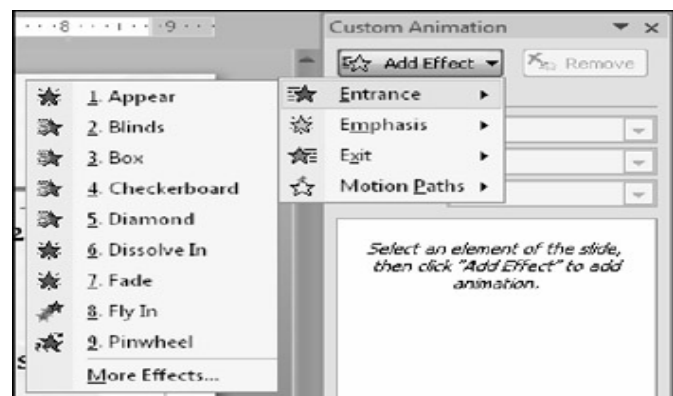 8 9
Custom Animation
Add Effect
Remove
Entrance
Emphasis
Exit
Motion Paths
1. Appear
2. Blinds
3. Box
4. Checkerboard
5. Diamond
6. Dissolve In
7. Fade
8. Fly In
9. Pinwheel
More Effects...
Select an element of the slide,
then click "Add Effect" to add
animation.
2
S